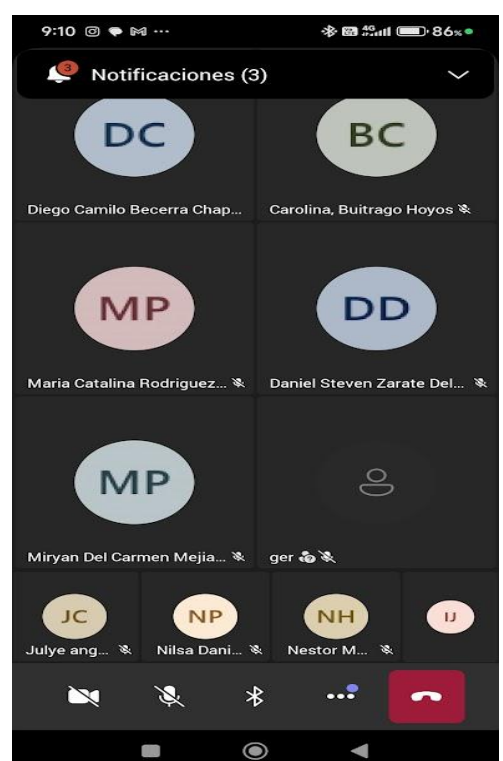 9:10 86%
Notificaciones (3)
3
DC BC
Diego Camilo Becerra Chap... Carolina, Buitrago Hoyos
MP DD
Maria Catalina Rodriguez... Daniel Steven Zarate Del...
MP
Miryan Del Carmen Mejia... ger
JC NP NH IJ
Julye ang... Nilsa Dani... Nestor M...